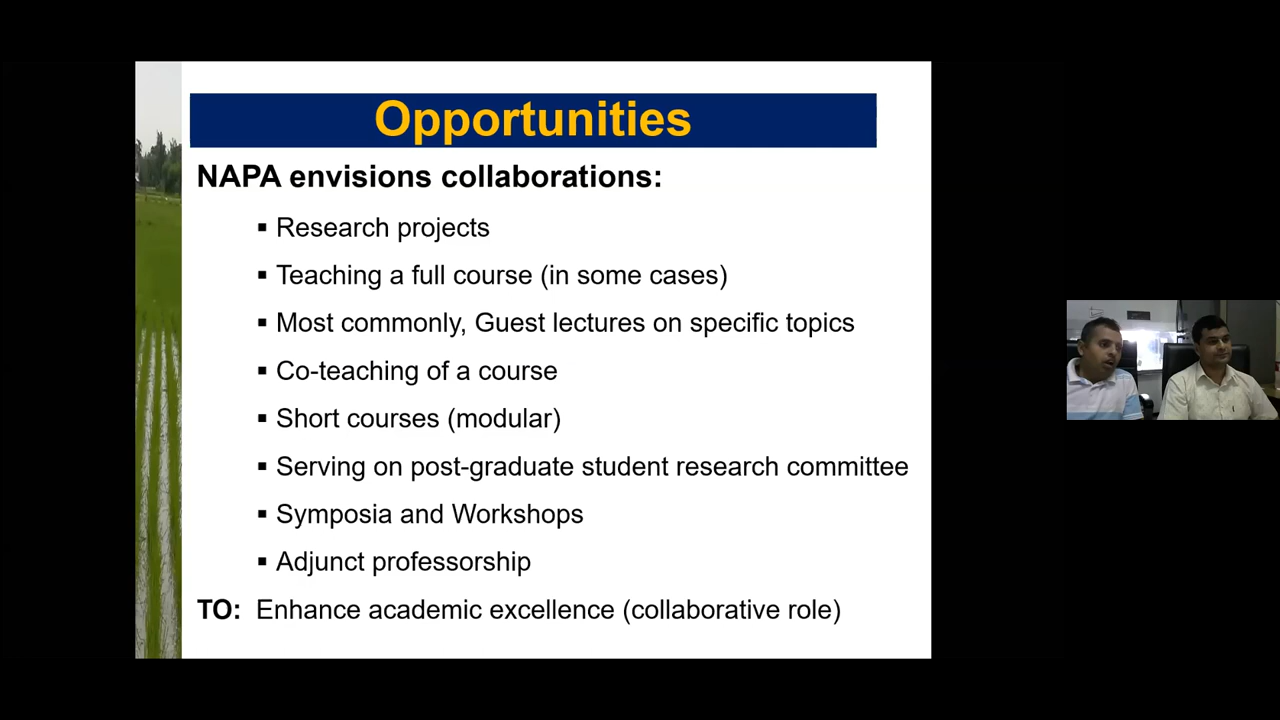 Opportunities
NAPA envisions collaborations:
▪ Research projects
▪ Teaching a full course (in some cases)
▪ Most commonly, Guest lectures on specific topics
▪ Co-teaching of a course
▪ Short courses (modular)
▪ Serving on post-graduate student research committee
▪ Symposia and Workshops
▪ Adjunct professorship
TO: Enhance academic excellence (collaborative role)